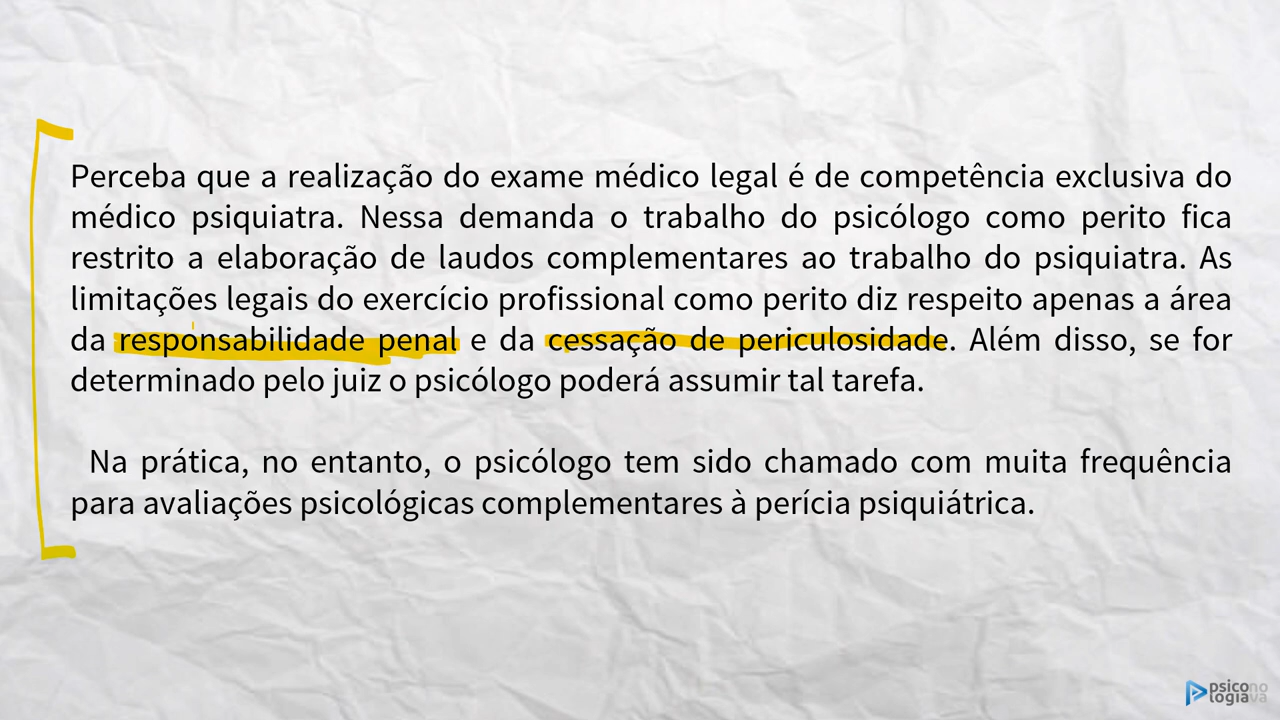 Perceba que a realização do exame médico legal é de competência exclusiva do
médico psiquiatra. Nessa demanda o trabalho do psicólogo como perito fica
restrito a elaboração de laudos complementares ao trabalho do psiquiatra. As
limitações legais do exercício profissional como perito diz respeito apenas a área
da responsabilidade penal e da cessação de periculosidade. Além disso, se for
determinado pelo juiz o psicólogo poderá assumir tal tarefa.
Na prática, no entanto, o psicólogo tem sido chamado com muita frequência
para avaliações psicológicas complementares à perícia psiquiátrica.
psicono
logiava